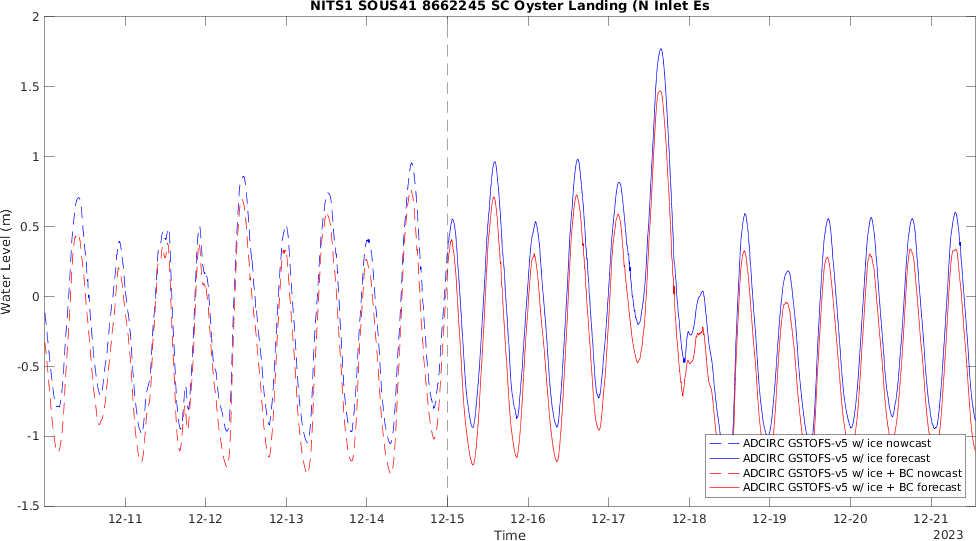 NITS1 SOUS41 8662245 SC Oyster Landing (N Inlet Es
2
1.5
1
0.5
0
-0.5
-1
-1.5
Water Level (m)
12-11 12-12 12-13 12-14 12-15 12-16 12-17 12-18 12-19 12-20 12-21
Time
2023
ADCIRC GSTOFS-v5 w/ ice nowcast
ADCIRC GSTOFS-v5 w/ ice forecast
ADCIRC GSTOFS-v5 w/ ice + BC nowcast
ADCIRC GSTOFS-v5 w/ ice + BC forecast